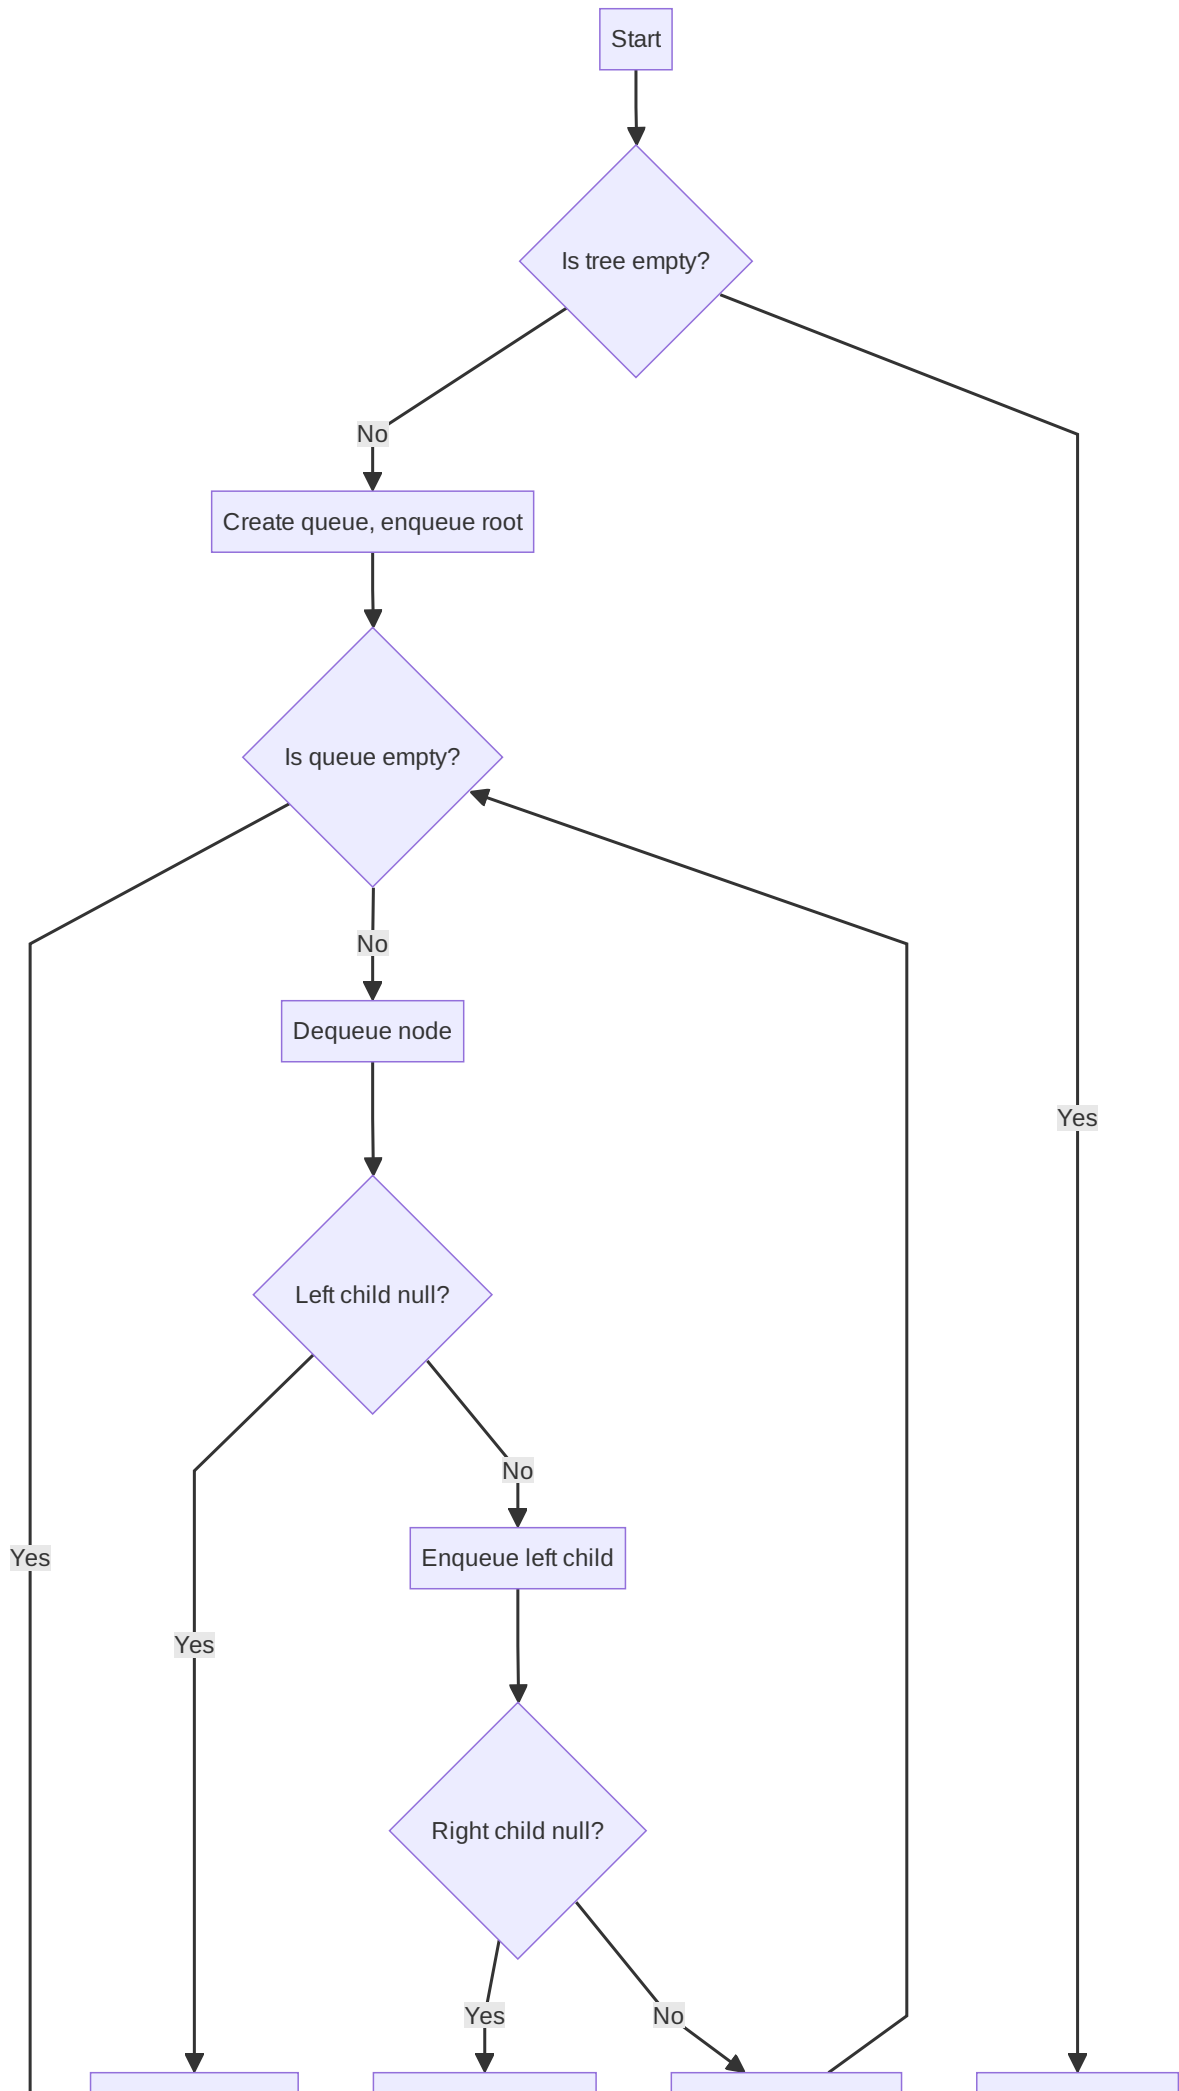 Start
Is tree empty?
No
Create queue, enqueue root
Is queue empty?
No
Dequeue node
Yes
Left child null?
No
Enqueue left child
Yes
Yes
Right child null?
Yes
No